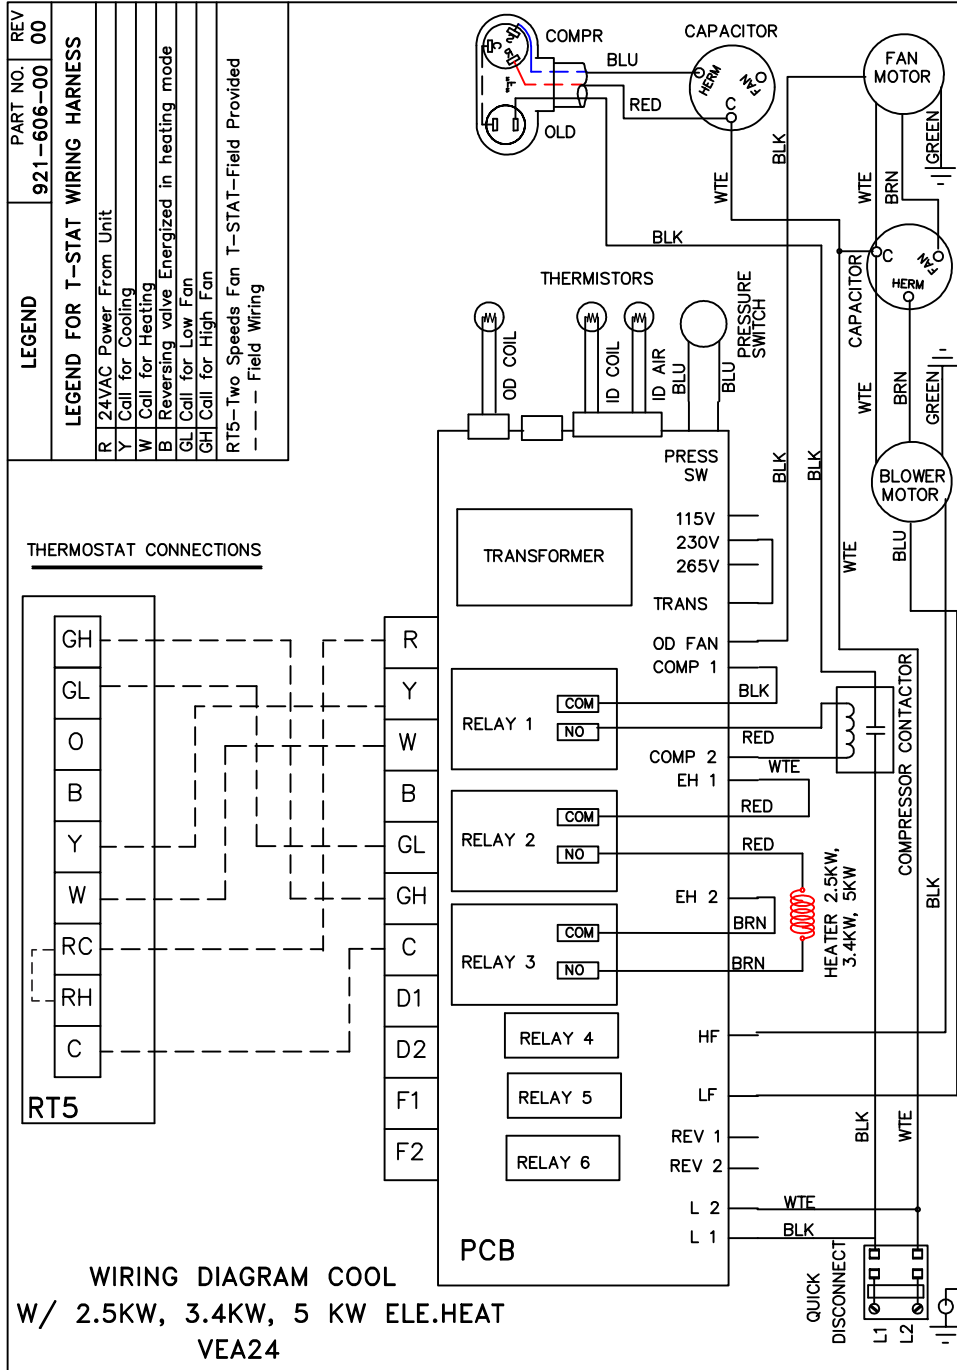 PART NO.
921-606-00
REV
00
LEGEND
LEGEND FOR T-STAT WIRING HARNESS
R 24VAC Power From Unit
Y Call for Cooling
W Call for Heating
B Reversing valve Energized in heating mode
GL Call for Low Fan
GH Call for High Fan
RT5-Two Speeds Fan T-STAT-Field Provided
- - - Field Wiring
COMPR
OLD
S
C
R
BLU
RED
CAPACITOR
HERM
FAN
C
WTE
BLK
BLK
FAN
MOTOR
GREEN
WTE
BRN
CAPACITOR
C
FAN
HERM
WTE
BRN
GREEN
BLOWER
MOTOR
BLU
THERMISTORS
OD COIL
ID COIL
ID AIR
BLU
BLU
PRESSURE
SWITCH
PRESS
SW
BLK
BLK
WTE
115V
230V
265V
TRANS
OD FAN
COMP 1
COMP 2
EH 1
EH 2
HF
LF
REV 1
REV 2
L 2
L 1
TRANSFORMER
RELAY 1
COM
NO
BLK
RED
WTE
COMPRESSOR CONTACTOR
RELAY 2
COM
NO
RED
RED
RELAY 3
COM
NO
BRN
BRN
HEATER 2.5KW,
3.4KW, 5KW
BLK
RELAY 4
RELAY 5
RELAY 6
PCB
BLK
WTE
WTE
BLK
QUICK
DISCONNECT
L1
L2
THERMOSTAT CONNECTIONS
GH
GL
O
B
Y
W
RC
RH
C
RT5
R
Y
W
B
GL
GH
C
D1
D2
F1
F2
WIRING DIAGRAM COOL
W/ 2.5KW, 3.4KW, 5 KW ELE.HEAT
VEA24